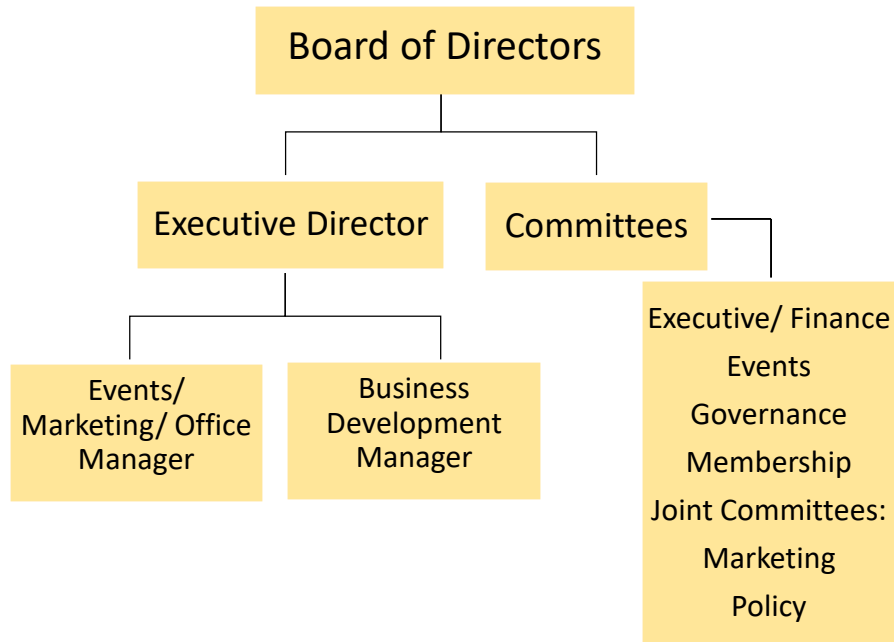 Board of Directors
Executive Director
Committees
Events/
Marketing/ Office
Manager
Business
Development
Manager
Executive/ Finance
Events
Governance
Membership
Joint Committees:
Marketing
Policy